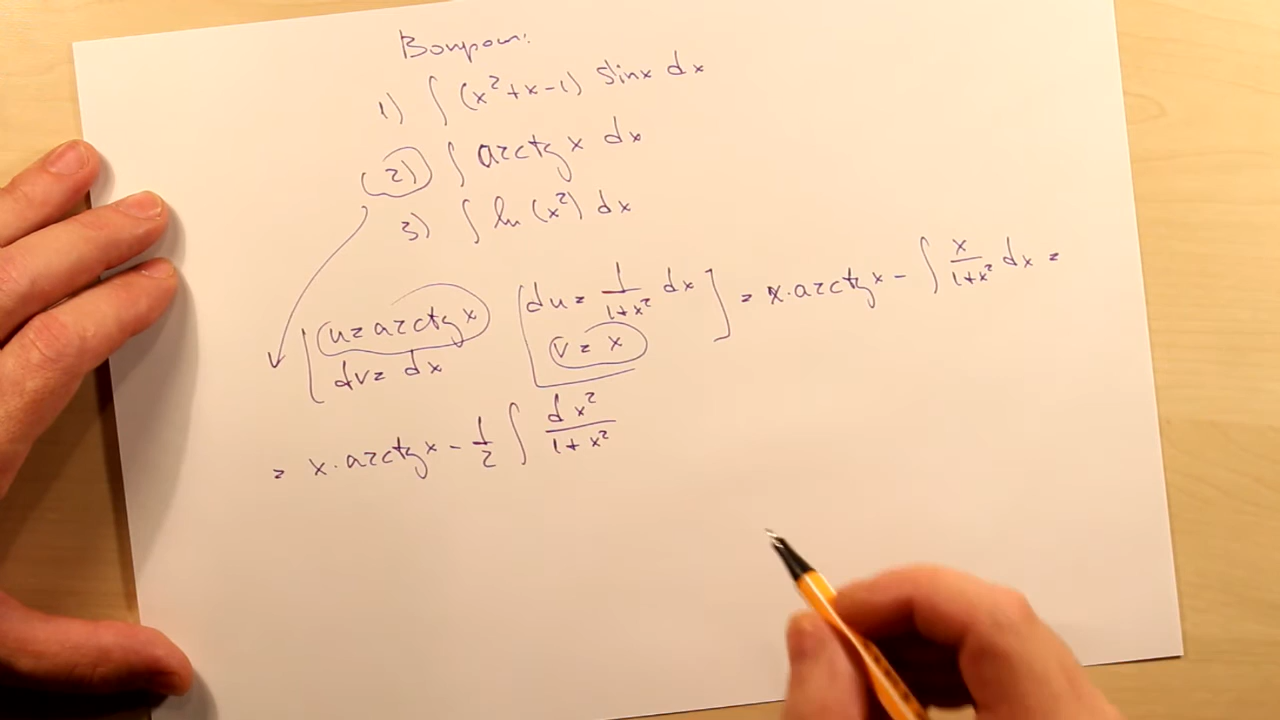 Вопросы:
1) ∫ (x²+x-1) sinx dx
2) ∫ arctg x dx
3) ∫ ln (x²) dx
[u = arctg x du = 1/(1+x²) dx
dv = dx v = x] = x·arctg x - ∫ x/(1+x²) dx =
= x·arctg x - 1/2 ∫ dx²/(1+x²)